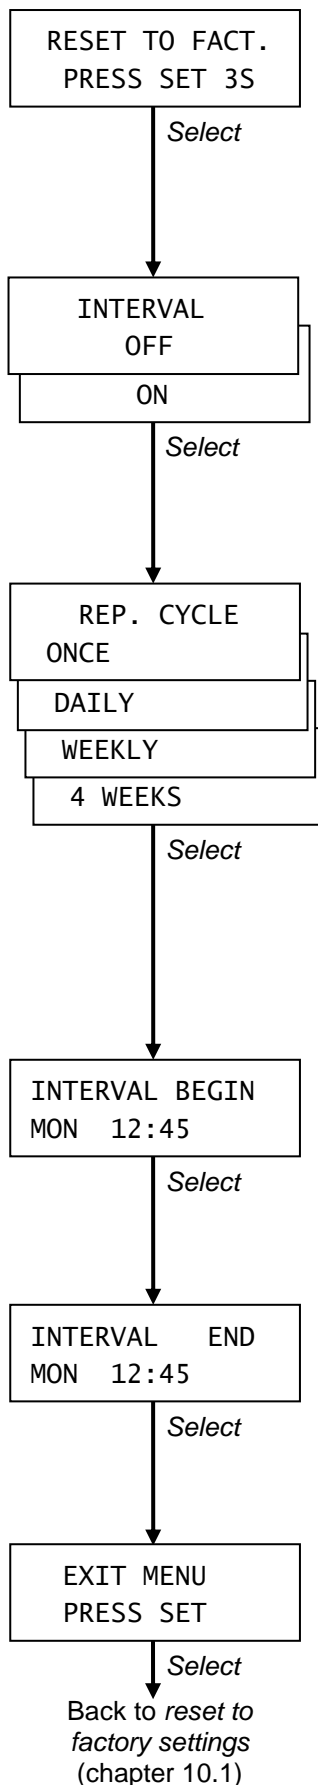 RESET TO FACT.
PRESS SET 3S
Select
INTERVAL
OFF
ON
Select
REP. CYCLE
ONCE
DAILY
WEEKLY
4 WEEKS
Select
INTERVAL BEGIN
MON 12:45
Select
INTERVAL END
MON 12:45
Select
EXIT MENU
PRESS SET
Select
Back to reset to
factory settings
(chapter 10.1)